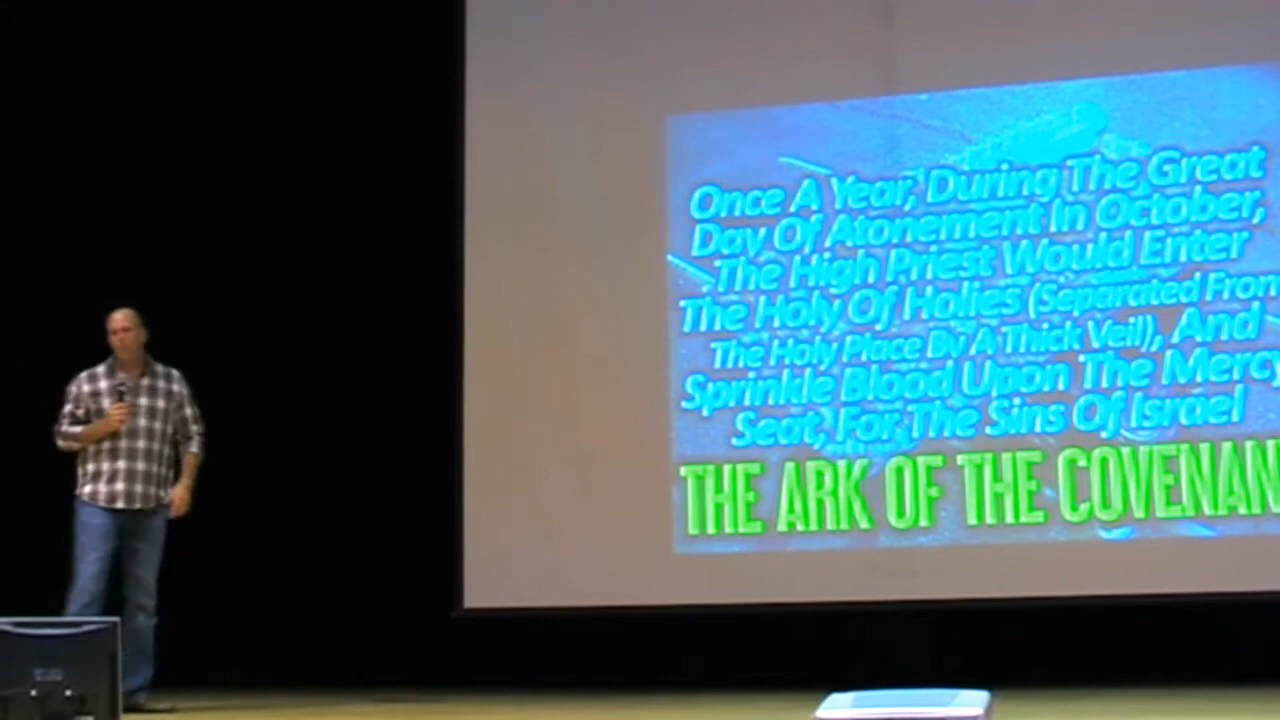 Once A Year, During The Great
Day Of Atonement In October,
The High Priest Would Enter
The Holy Of Holies (Separated From
The Holy Place By A Thick Veil), And
Sprinkle Blood Upon The Mercy
Seat, For The Sins Of Israel
THE ARK OF THE COVENAN